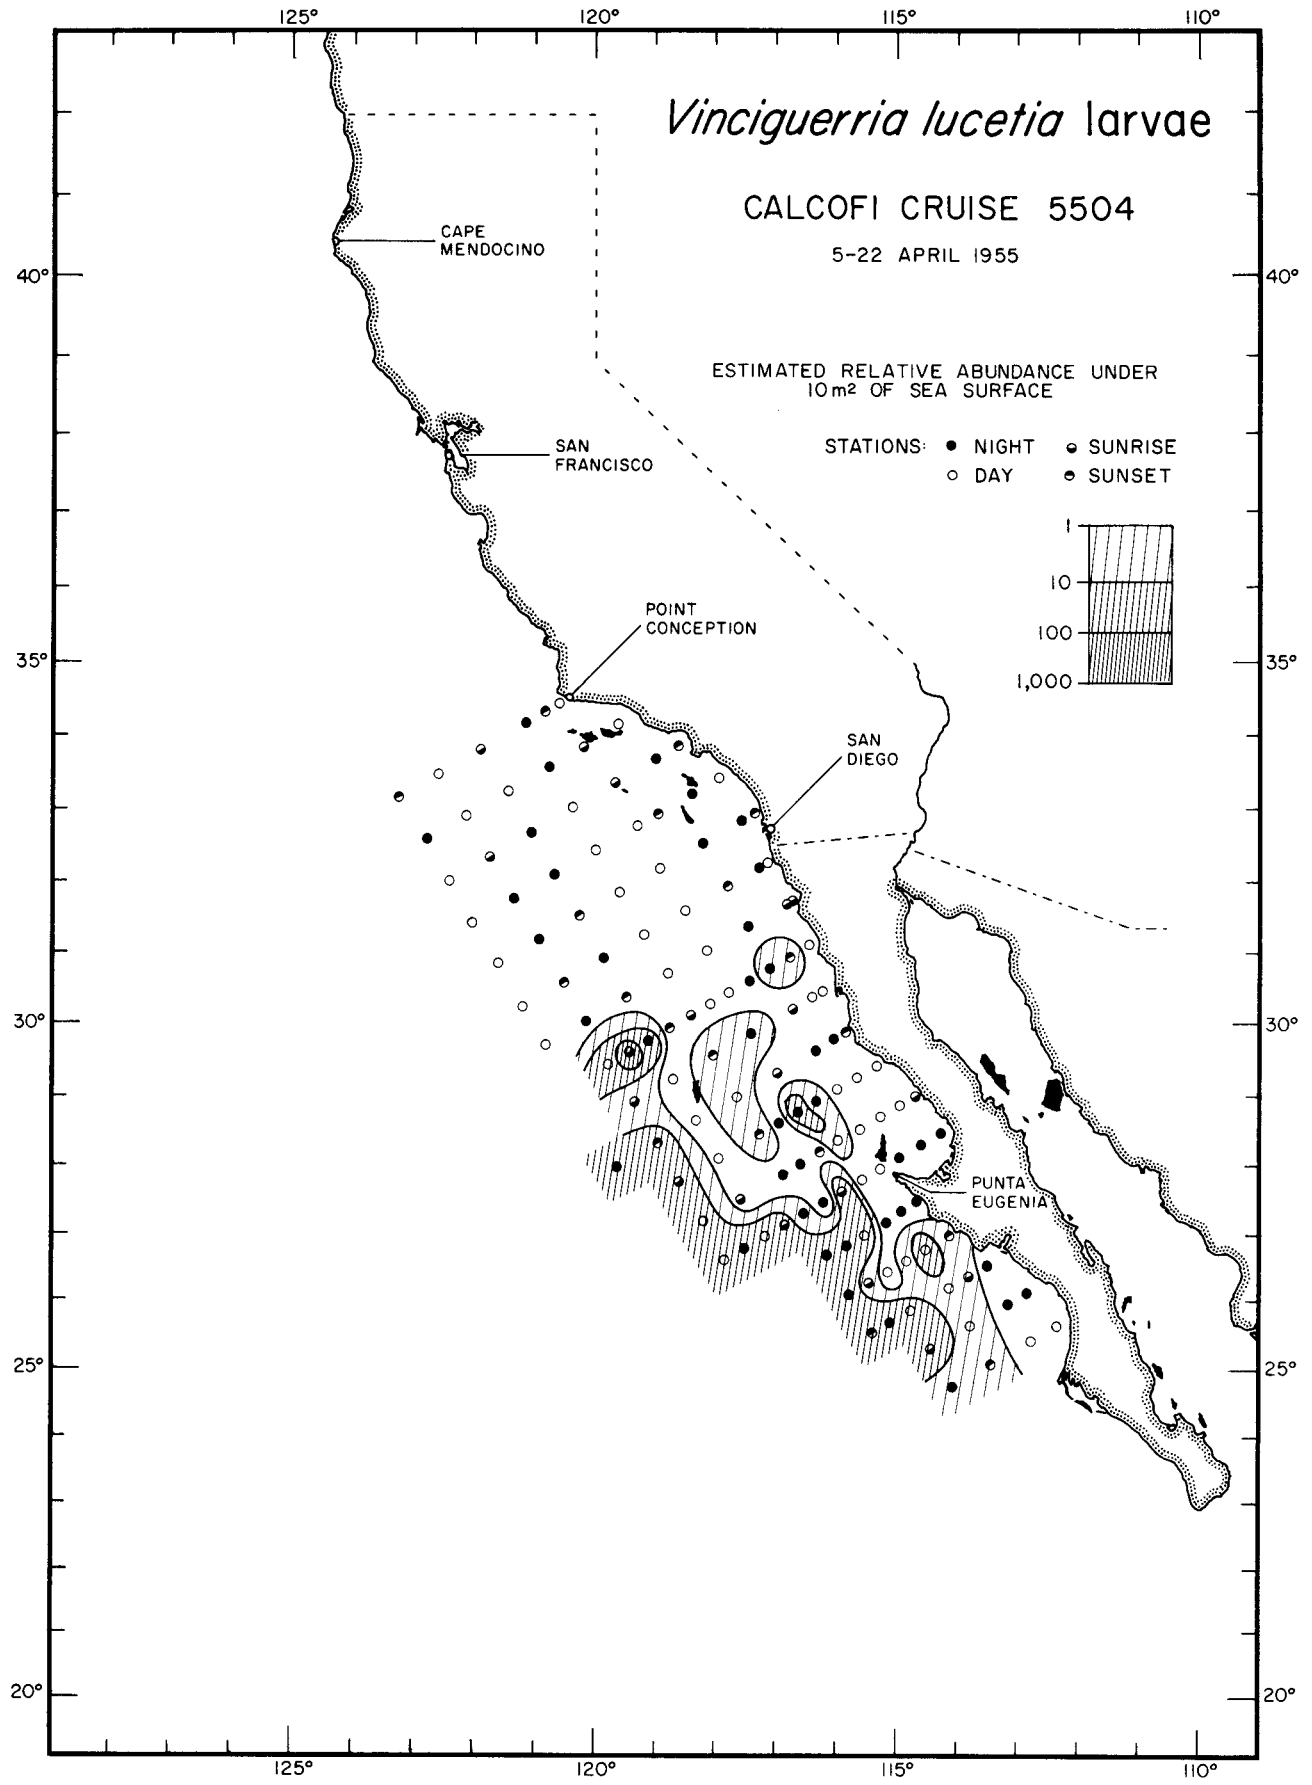 125°
120°
115°
110°
Vinciguerria lucetia larvae
CALCOFI CRUISE 5504
5-22 APRIL 1955
CAPE
MENDOCINO
40°
40°
ESTIMATED RELATIVE ABUNDANCE UNDER
10m² OF SEA SURFACE
STATIONS: NIGHT SUNRISE
DAY SUNSET
SAN
FRANCISCO
1
10
100
1,000
POINT
CONCEPTION
35°
35°
SAN
DIEGO
30°
30°
PUNTA
EUGENIA
25°
25°
20°
20°
125°
120°
115°
110°